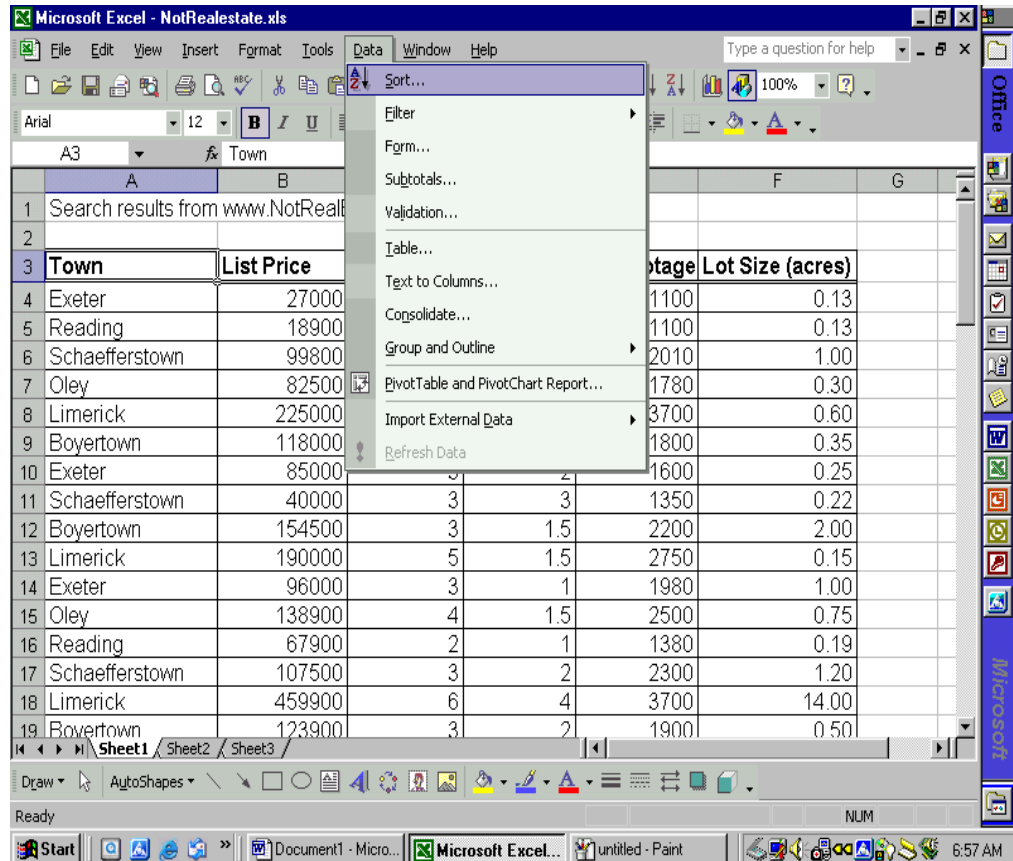 Microsoft Excel - NotRealestate.xls
File Edit View Insert Format Tools Data Window Help Type a question for help
100%
Arial 12 B I U
A3 fx Town
A B F G
1 Search results from www.NotReal
2
3 Town List Price tage Lot Size (acres)
4 Exeter 27000 1100 0.13
5 Reading 18900 1100 0.13
6 Schaefferstown 99800 2010 1.00
7 Oley 82500 1780 0.30
8 Limerick 225000 3700 0.60
9 Boyertown 118000 1800 0.35
10 Exeter 85000 1600 0.25
11 Schaefferstown 40000 3 3 1350 0.22
12 Boyertown 154500 3 1.5 2200 2.00
13 Limerick 190000 5 1.5 2750 0.15
14 Exeter 96000 3 1 1980 1.00
15 Oley 138900 4 1.5 2500 0.75
16 Reading 67900 2 1 1380 0.19
17 Schaefferstown 107500 3 2 2300 1.20
18 Limerick 459900 6 4 3700 14.00
19 Boyertown 123900 3 2 1900 0.50
Sort...
Filter
Form...
Subtotals...
Validation...
Table...
Text to Columns...
Consolidate...
Group and Outline
PivotTable and PivotChart Report...
Import External Data
Refresh Data
Sheet1 Sheet2 Sheet3
Draw AutoShapes
Ready NUM
Start » Document1 - Micro... Microsoft Excel... untitled - Paint 6:57 AM
Office
Microsoft